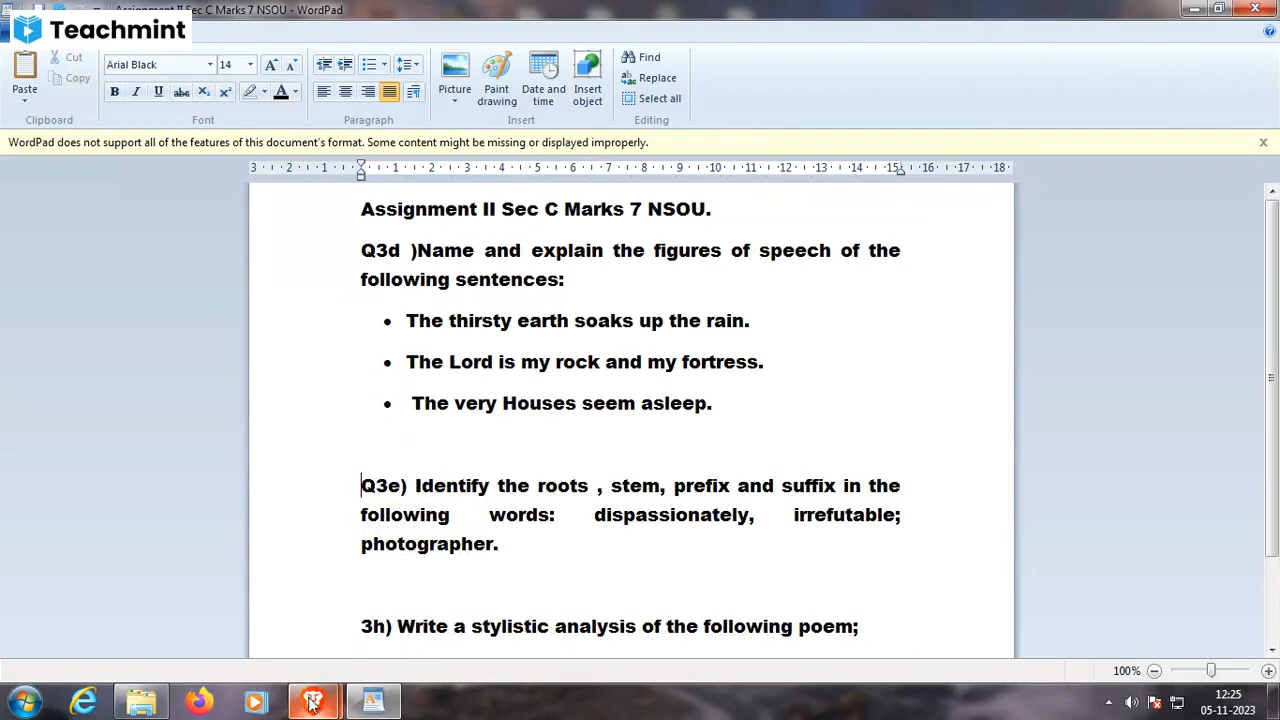 Assignment II Sec C Marks 7 NSOU - WordPad
Teachmint
Cut
Copy
Paste
Clipboard
Arial Black
14
Font
Paragraph
Picture
Paint drawing
Date and time
Insert object
Insert
Find
Replace
Select all
Editing
WordPad does not support all of the features of this document's format. Some content might be missing or displayed improperly.
3 2 1 1 2 3 4 5 6 7 8 9 10 11 12 13 14 15 16 17 18
Assignment II Sec C Marks 7 NSOU.
Q3d )Name and explain the figures of speech of the
following sentences:
• The thirsty earth soaks up the rain.
• The Lord is my rock and my fortress.
• The very Houses seem asleep.
Q3e) Identify the roots , stem, prefix and suffix in the
following words: dispassionately, irrefutable;
photographer.
3h) Write a stylistic analysis of the following poem;
100%
12:25
05-11-2023